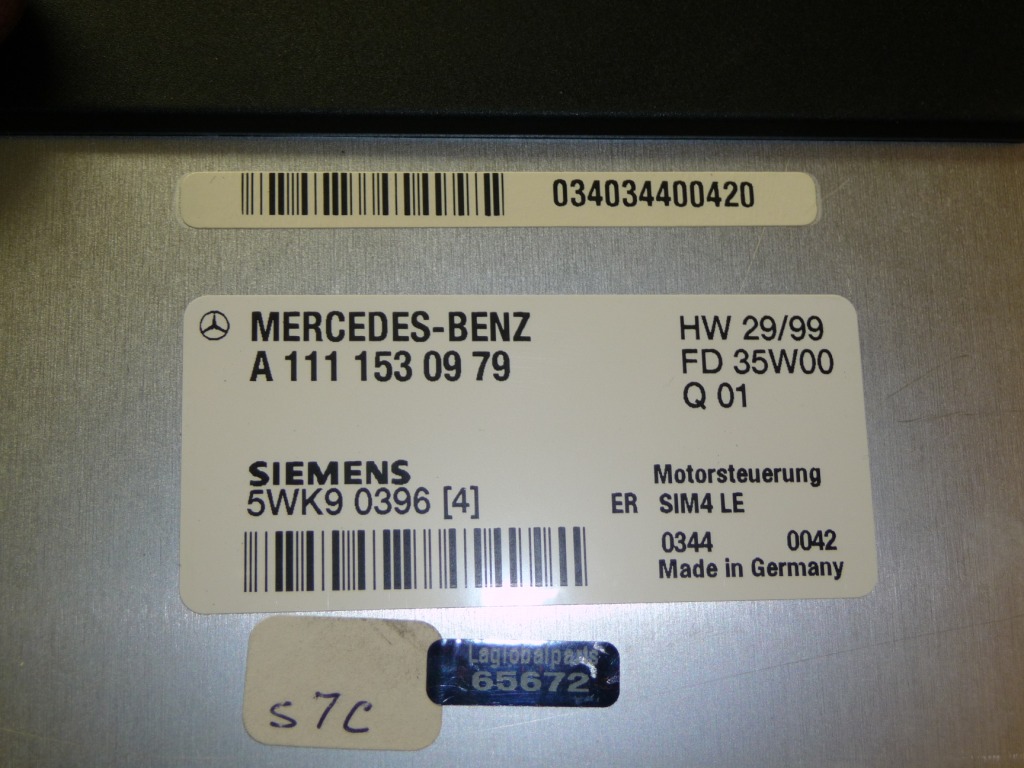 034034400420
MERCEDES-BENZ
A 111 153 09 79
HW 29/99
FD 35W00
Q 01
SIEMENS
5WK9 0396 [4]
Motorsteuerung
ER SIM4 LE
0344 0042
Made in Germany
Laglobalparts
65672
S7C